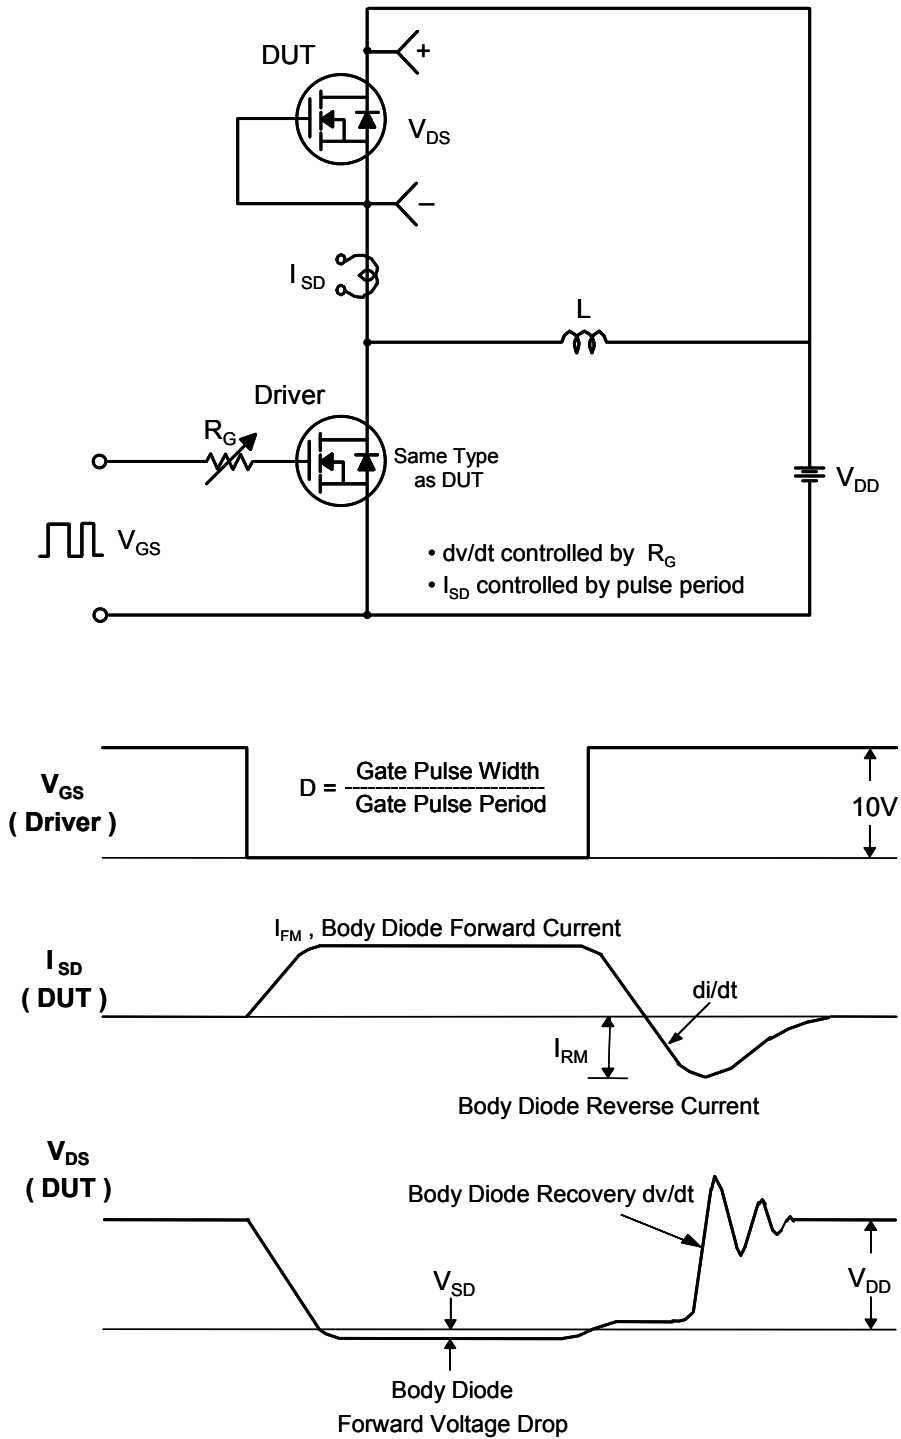 DUT
+
V_DS
−
I_SD
L
Driver
R_G
Same Type
as DUT
V_DD
V_GS
• dv/dt controlled by R_G
• I_SD controlled by pulse period
V_GS
( Driver )
D = Gate Pulse Width
--------------------------
Gate Pulse Period
10V
I_FM , Body Diode Forward Current
I_SD
( DUT )
di/dt
I_RM
Body Diode Reverse Current
V_DS
( DUT )
Body Diode Recovery dv/dt
V_SD
V_DD
Body Diode
Forward Voltage Drop